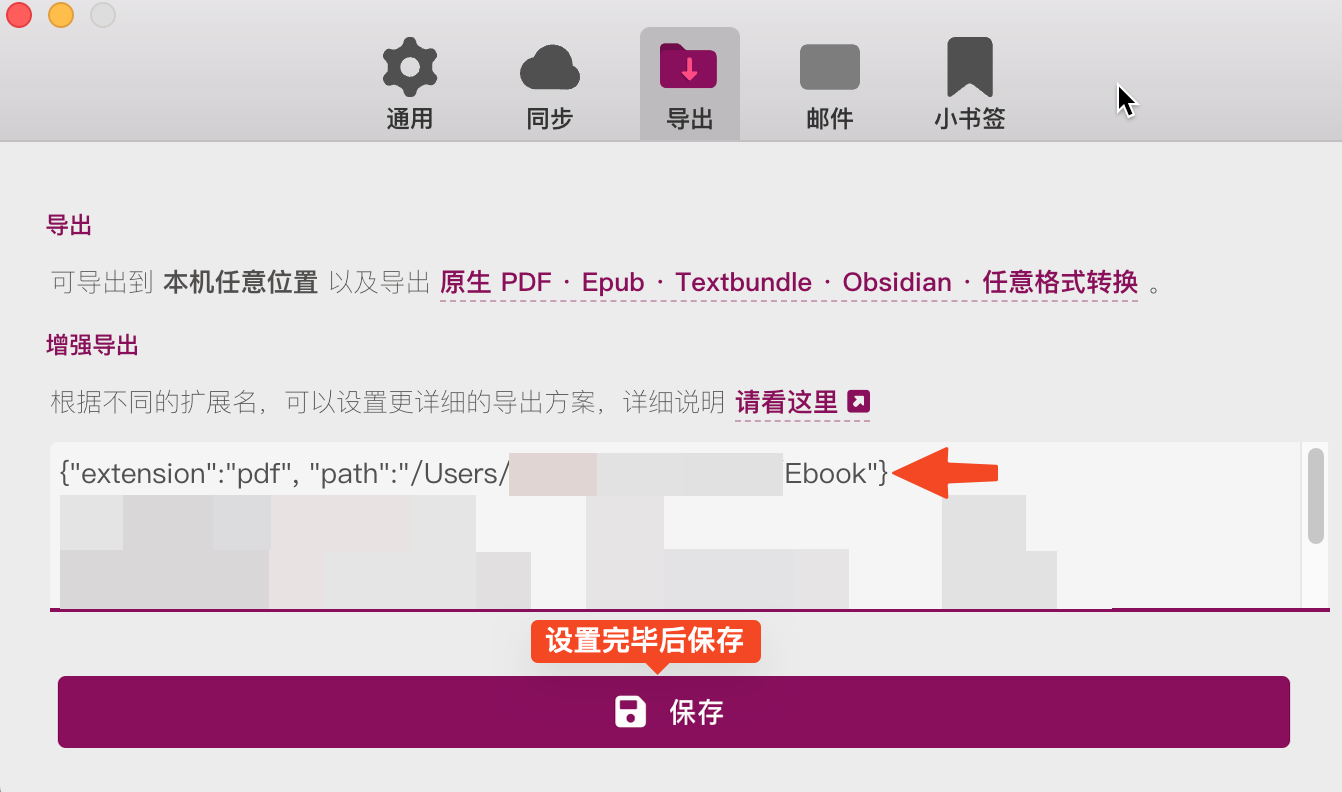 通用 同步 导出 邮件 小书签
导出
可导出到 本机任意位置 以及导出 原生 PDF · Epub · Textbundle · Obsidian · 任意格式转换 。
增强导出
根据不同的扩展名，可以设置更详细的导出方案，详细说明 请看这里
{"extension":"pdf", "path":"/Users/ Ebook"}
设置完毕后保存
保存